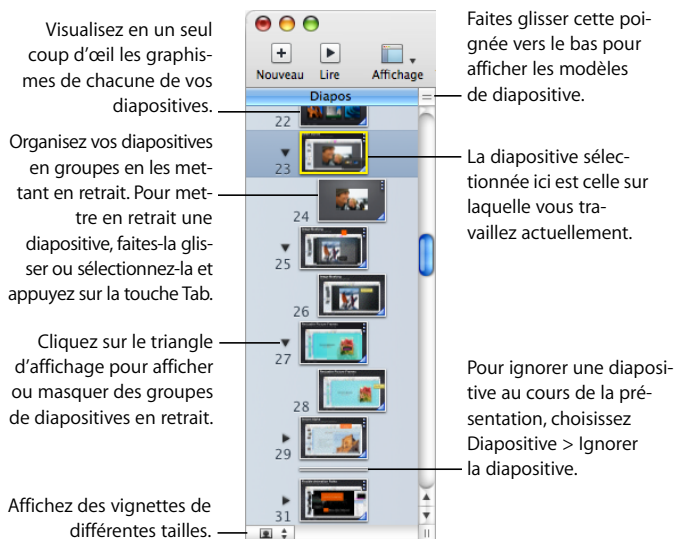 Visualisez en un seul
coup d'œil les graphis-
mes de chacune de vos
diapositives.
Organisez vos diapositives
en groupes en les met-
tant en retrait. Pour met-
tre en retrait une
diapositive, faites-la glis-
ser ou sélectionnez-la et
appuyez sur la touche Tab.
Cliquez sur le triangle
d'affichage pour afficher
ou masquer des groupes
de diapositives en retrait.
Affichez des vignettes de
différentes tailles.
Nouveau
Lire
Affichage
Diapos
22
23
24
25
26
27
28
29
31
Faites glisser cette poi-
gnée vers le bas pour
afficher les modèles
de diapositive.
La diapositive sélec-
tionnée ici est celle sur
laquelle vous tra-
vaillez actuellement.
Pour ignorer une diaposi-
tive au cours de la pré-
sentation, choisissez
Diapositive > Ignorer
la diapositive.